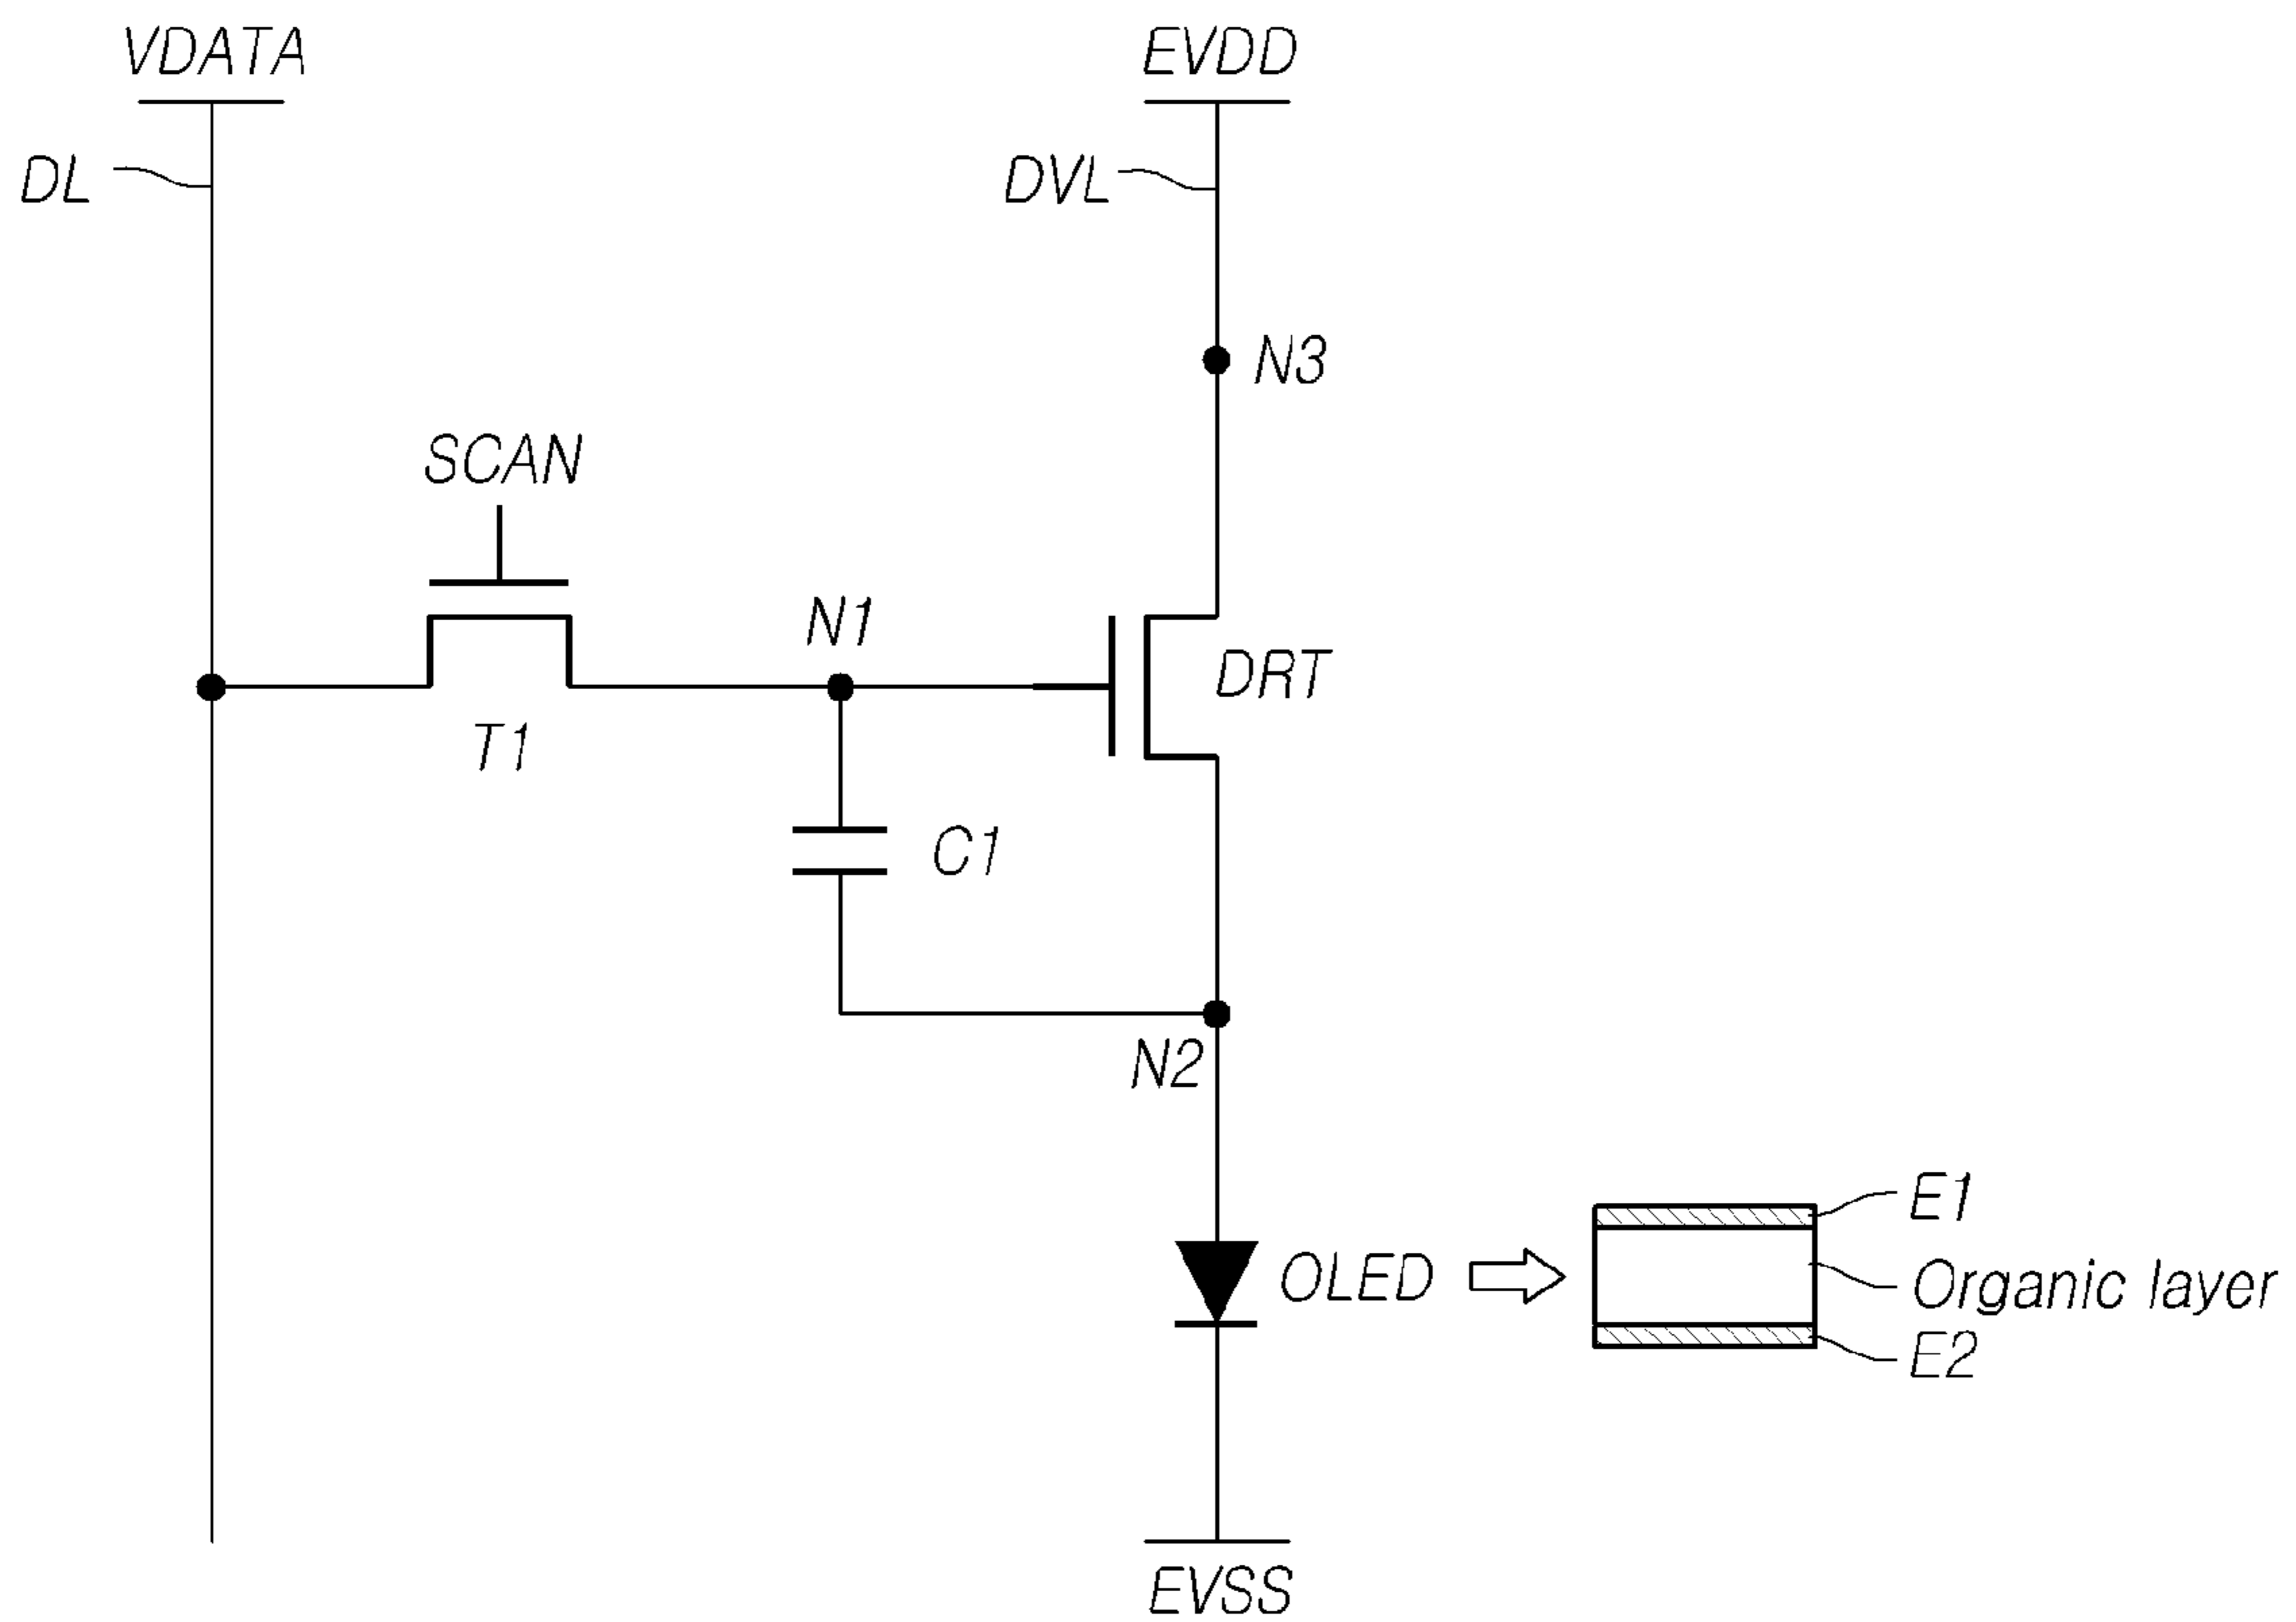 VDATA
EVDD
DL
DVL
N3
SCAN
N1
DRT
T1
C1
N2
E1
OLED
Organic layer
E2
EVSS